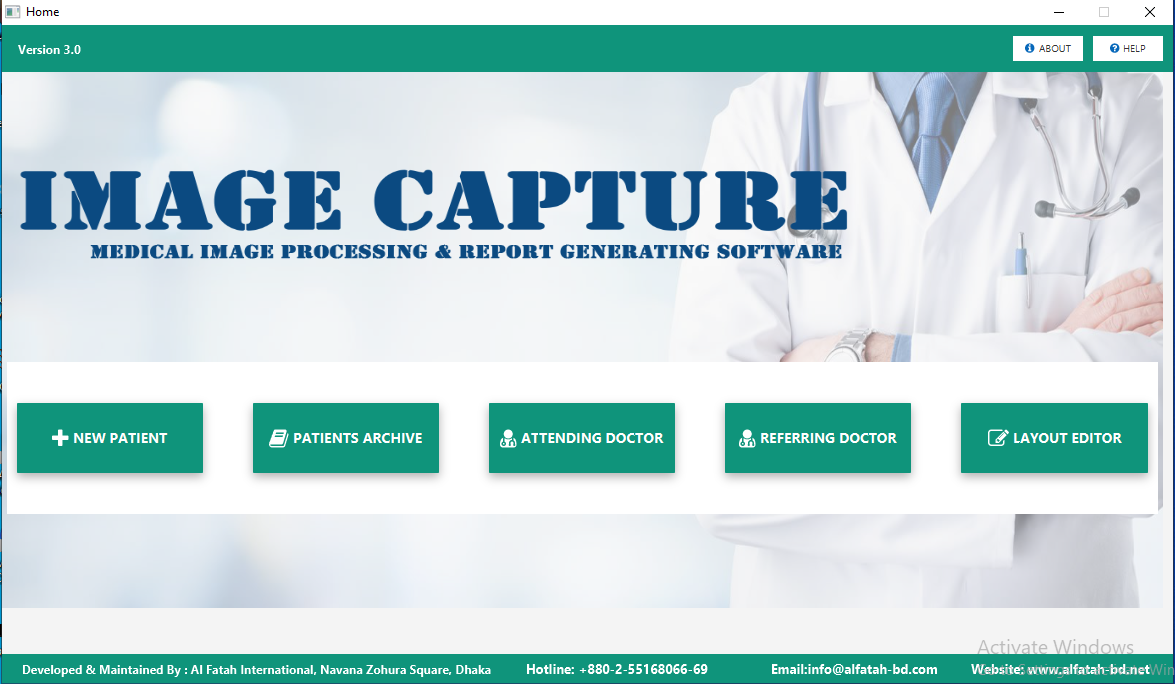 Home
Version 3.0
ABOUT
HELP
IMAGE CAPTURE
MEDICAL IMAGE PROCESSING & REPORT GENERATING SOFTWARE
NEW PATIENT
PATIENTS ARCHIVE
ATTENDING DOCTOR
REFERRING DOCTOR
LAYOUT EDITOR
Activate Windows
Developed & Maintained By : Al Fatah International, Navana Zohura Square, Dhaka
Hotline: +880-2-55168066-69
Email:info@alfatah-bd.com
Website:www.alfatah-bd.net